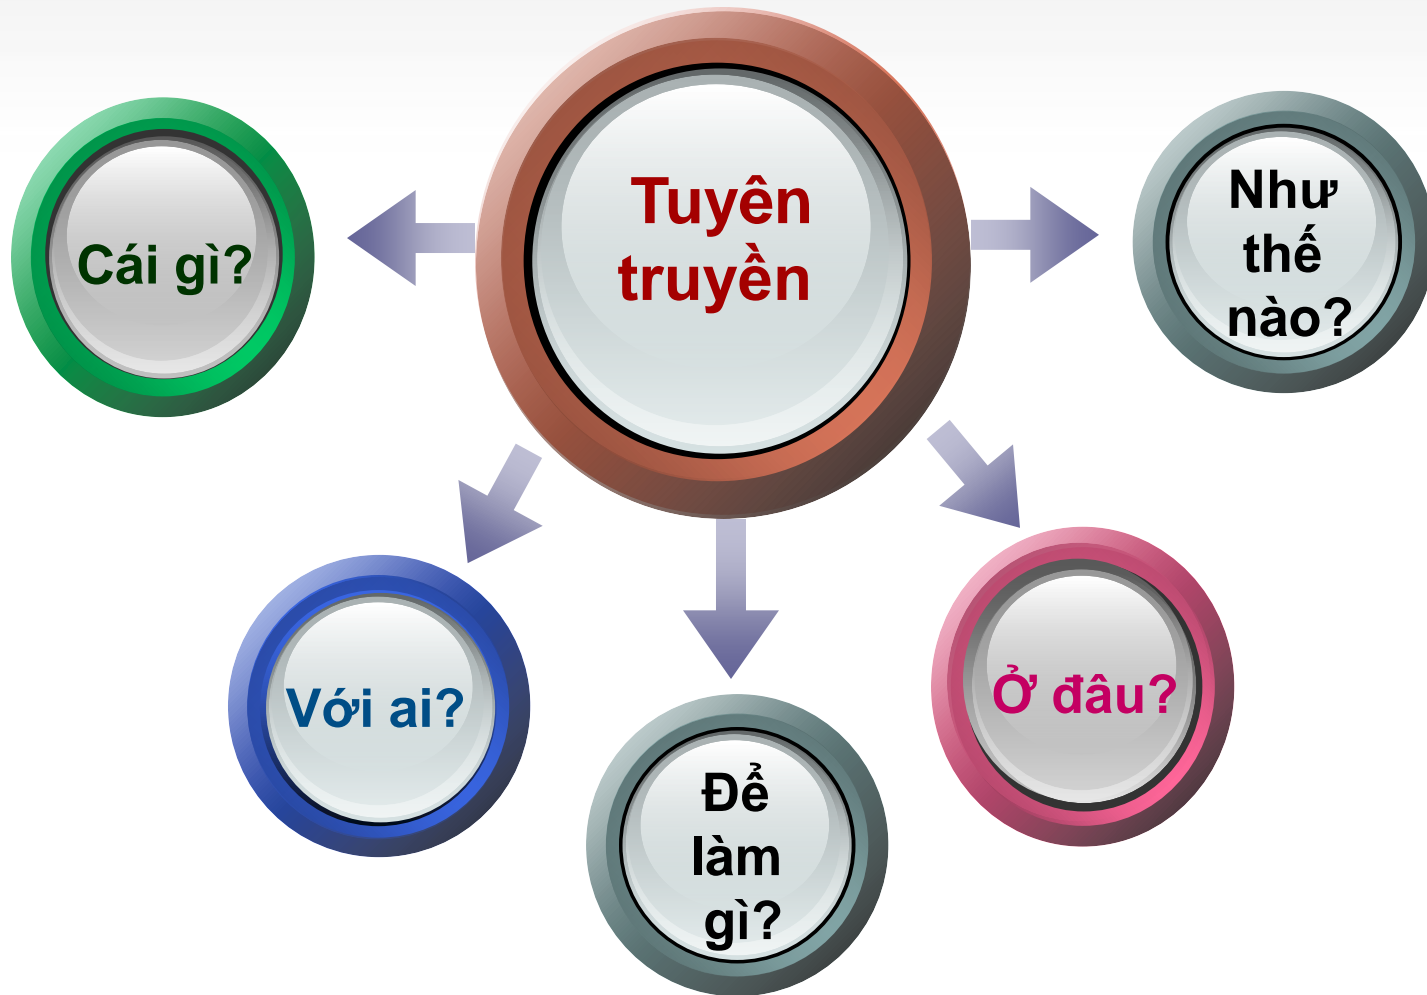 Tuyên
truyền
Cái gì?
Như
thế
nào?
Với ai?
Ở đâu?
Để
làm
gì?